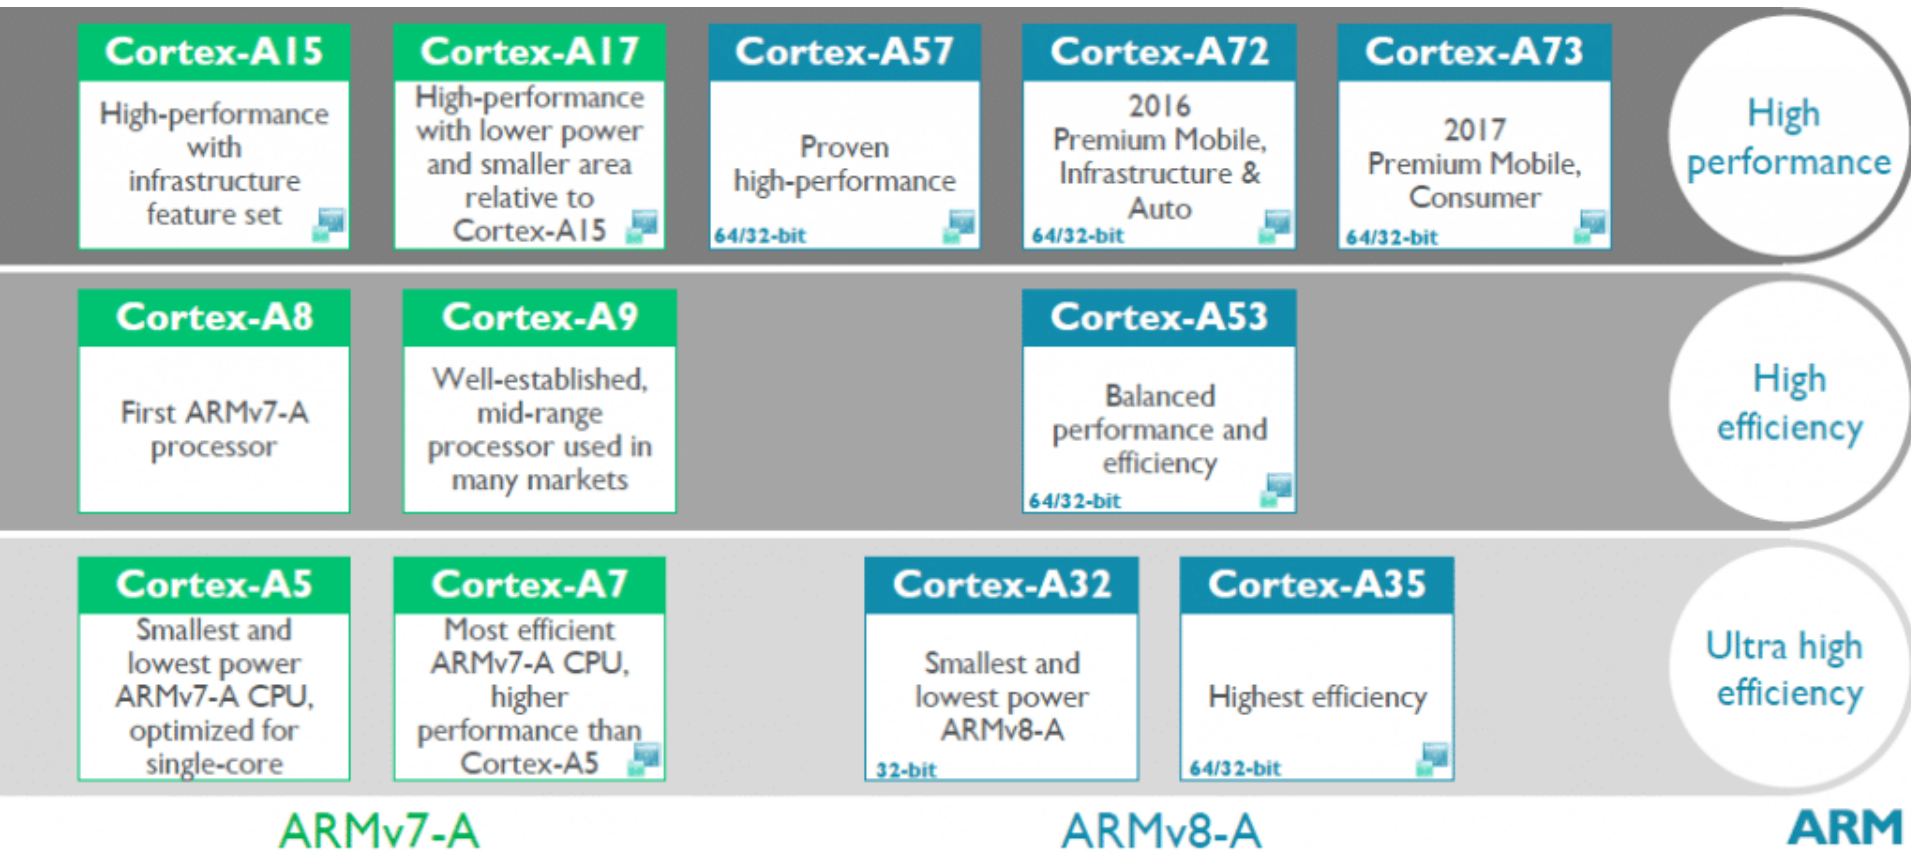 Cortex-A15
High-performance
with
infrastructure
feature set
Cortex-A17
High-performance
with lower power
and smaller area
relative to
Cortex-A15
Cortex-A57
Proven
high-performance
64/32-bit
Cortex-A72
2016
Premium Mobile,
Infrastructure &
Auto
64/32-bit
Cortex-A73
2017
Premium Mobile,
Consumer
64/32-bit
High
performance
Cortex-A8
First ARMv7-A
processor
Cortex-A9
Well-established,
mid-range
processor used in
many markets
Cortex-A53
Balanced
performance and
efficiency
64/32-bit
High
efficiency
Cortex-A5
Smallest and
lowest power
ARMv7-A CPU,
optimized for
single-core
Cortex-A7
Most efficient
ARMv7-A CPU,
higher
performance than
Cortex-A5
Cortex-A32
Smallest and
lowest power
ARMv8-A
32-bit
Cortex-A35
Highest efficiency
64/32-bit
Ultra high
efficiency
ARMv7-A
ARMv8-A
ARM